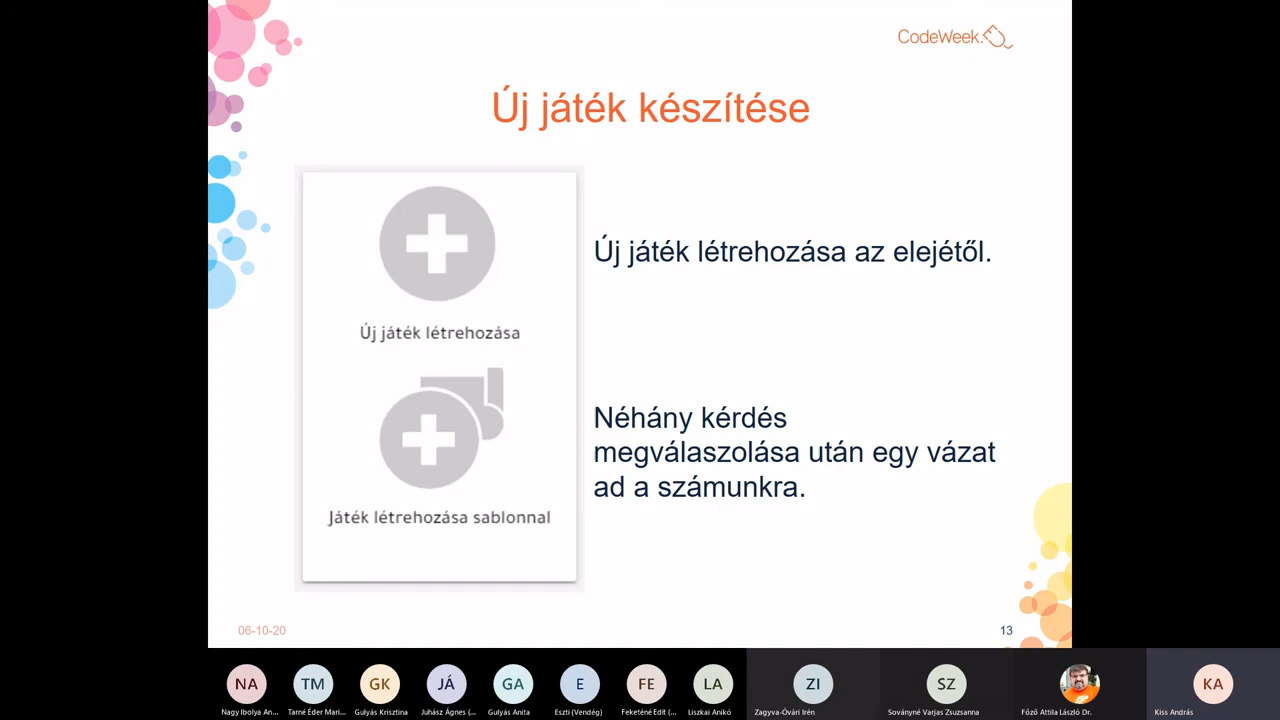 CodeWeek
Új játék készítése
Új játék létrehozása
Új játék létrehozása az elejétől.
Játék létrehozása sablonnal
Néhány kérdés
megválaszolása után egy vázat
ad a számunkra.
06-10-20
13
NA
TM
GK
JÁ
GA
E
FE
LA
ZI
SZ
KA
Nagy Ibolya An...
Tarné Éder Mari...
Gulyás Krisztina
Juhász Ágnes (...
Gulyás Anita
Eszti (Vendég)
Feketéné Edit (...
Liszkai Anikó
Zagyva-Óvári Irén
Soványné Varjas Zsuzsanna
Főző Attila László Dr.
Kiss András